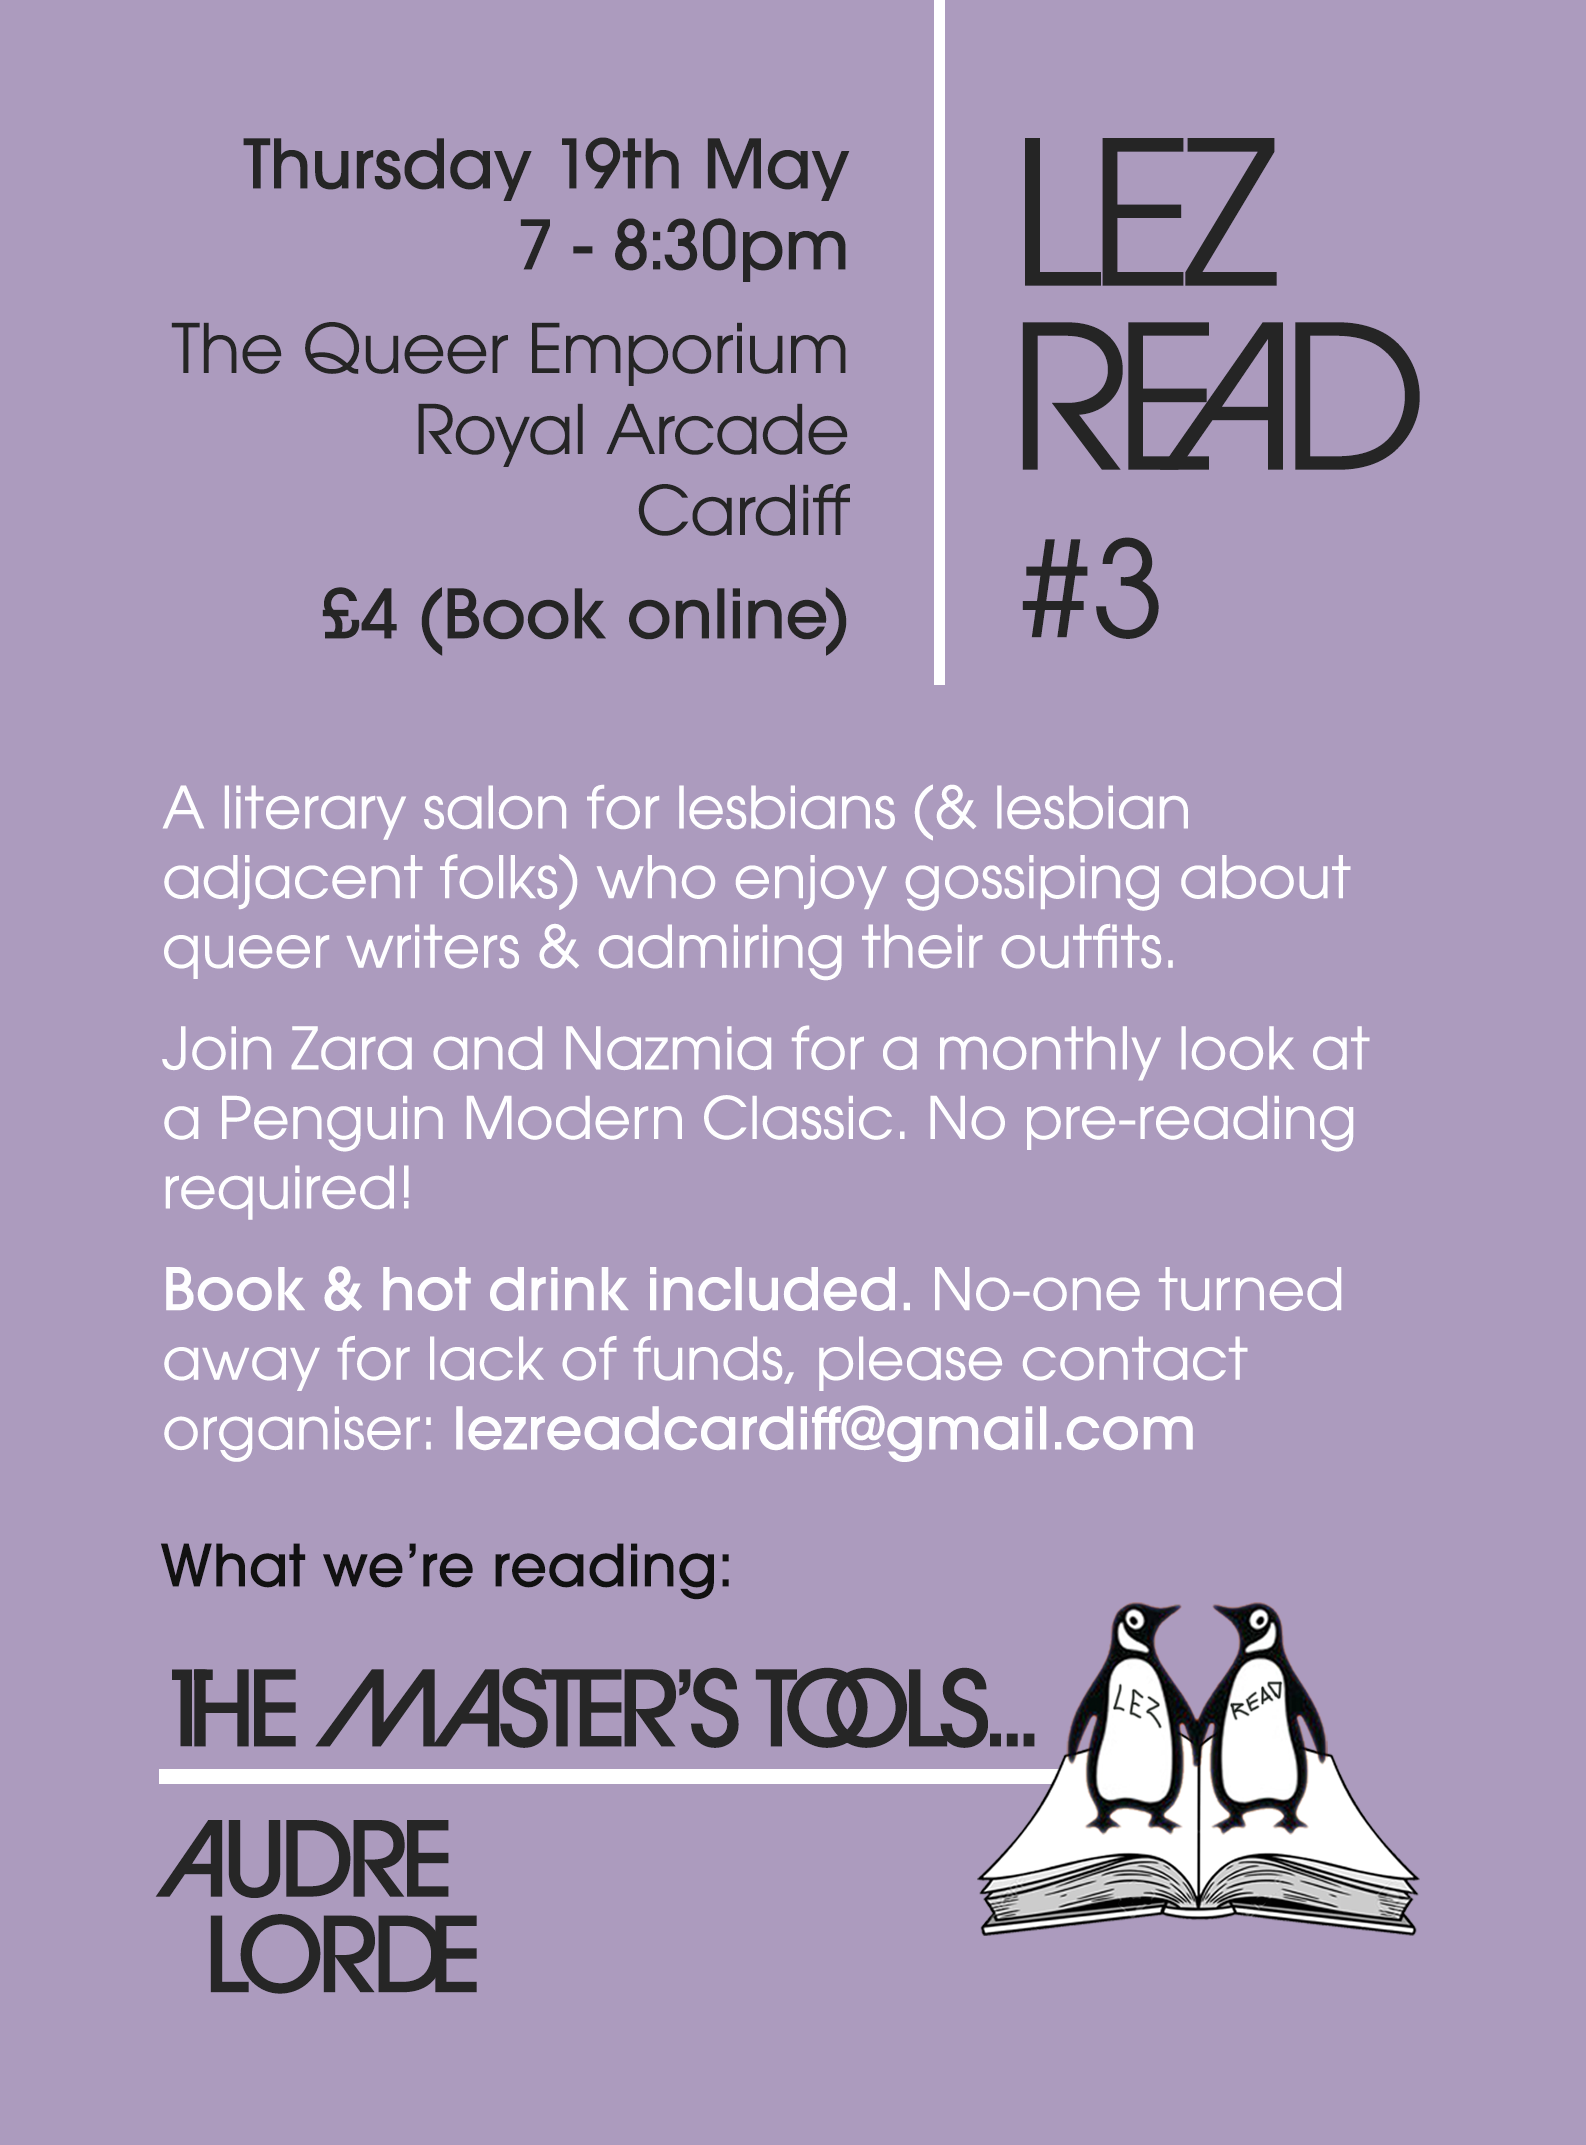 Thursday 19th May
7 - 8:30pm
The Queer Emporium
Royal Arcade
Cardiff
£4 (Book online)
LEZ
READ
#3
A literary salon for lesbians (& lesbian
adjacent folks) who enjoy gossiping about
queer writers & admiring their outfits.
Join Zara and Nazmia for a monthly look at
a Penguin Modern Classic. No pre-reading
required!
Book & hot drink included. No-one turned
away for lack of funds, please contact
organiser: lezreadcardiff@gmail.com
What we’re reading:
THE MASTER’S TOOLS...
LEZ READ
AUDRE
LORDE